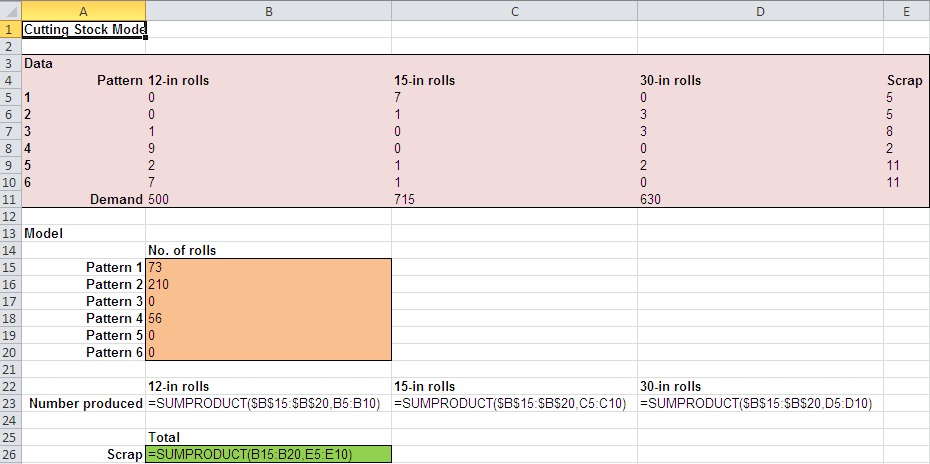 A B C D E
1 Cutting Stock Mode
2
3 Data
4 Pattern 12-in rolls 15-in rolls 30-in rolls Scrap
5 1 0 7 0 5
6 2 0 1 3 5
7 3 1 0 3 8
8 4 9 0 0 2
9 5 2 1 2 11
10 6 7 1 0 11
11 Demand 500 715 630
12
13 Model
14 No. of rolls
15 Pattern 1 73
16 Pattern 2 210
17 Pattern 3 0
18 Pattern 4 56
19 Pattern 5 0
20 Pattern 6 0
21
22 12-in rolls 15-in rolls 30-in rolls
23 Number produced =SUMPRODUCT($B$15:$B$20,B5:B10) =SUMPRODUCT($B$15:$B$20,C5:C10) =SUMPRODUCT($B$15:$B$20,D5:D10)
24
25 Total
26 Scrap =SUMPRODUCT(B15:B20,E5:E10)